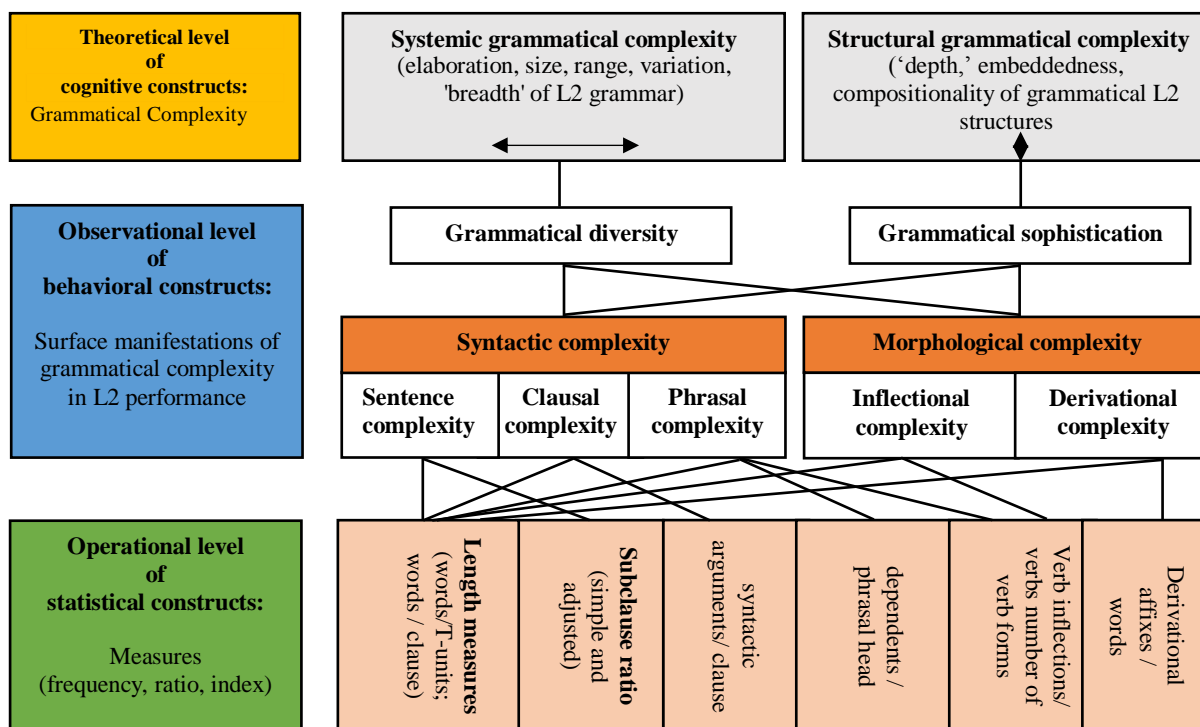 Theoretical level
of
cognitive constructs:
Grammatical Complexity
Systemic grammatical complexity
(elaboration, size, range, variation,
'breadth' of L2 grammar)
Structural grammatical complexity
(‘depth,’ embeddedness,
compositionality of grammatical L2
structures
Observational level
of
behavioral constructs:
Surface manifestations of
grammatical complexity
in L2 performance
Grammatical diversity
Grammatical sophistication
Syntactic complexity
Morphological complexity
Sentence
complexity
Clausal
complexity
Phrasal
complexity
Inflectional
complexity
Derivational
complexity
Operational level
of
statistical constructs:
Measures
(frequency, ratio, index)
Length measures
(words/T-units;
words / clause)
Subclause ratio
(simple and
adjusted)
syntactic
arguments/ clause
dependents /
phrasal head
Verb inflections/
verbs number of
verb forms
Derivational
affixes /
words